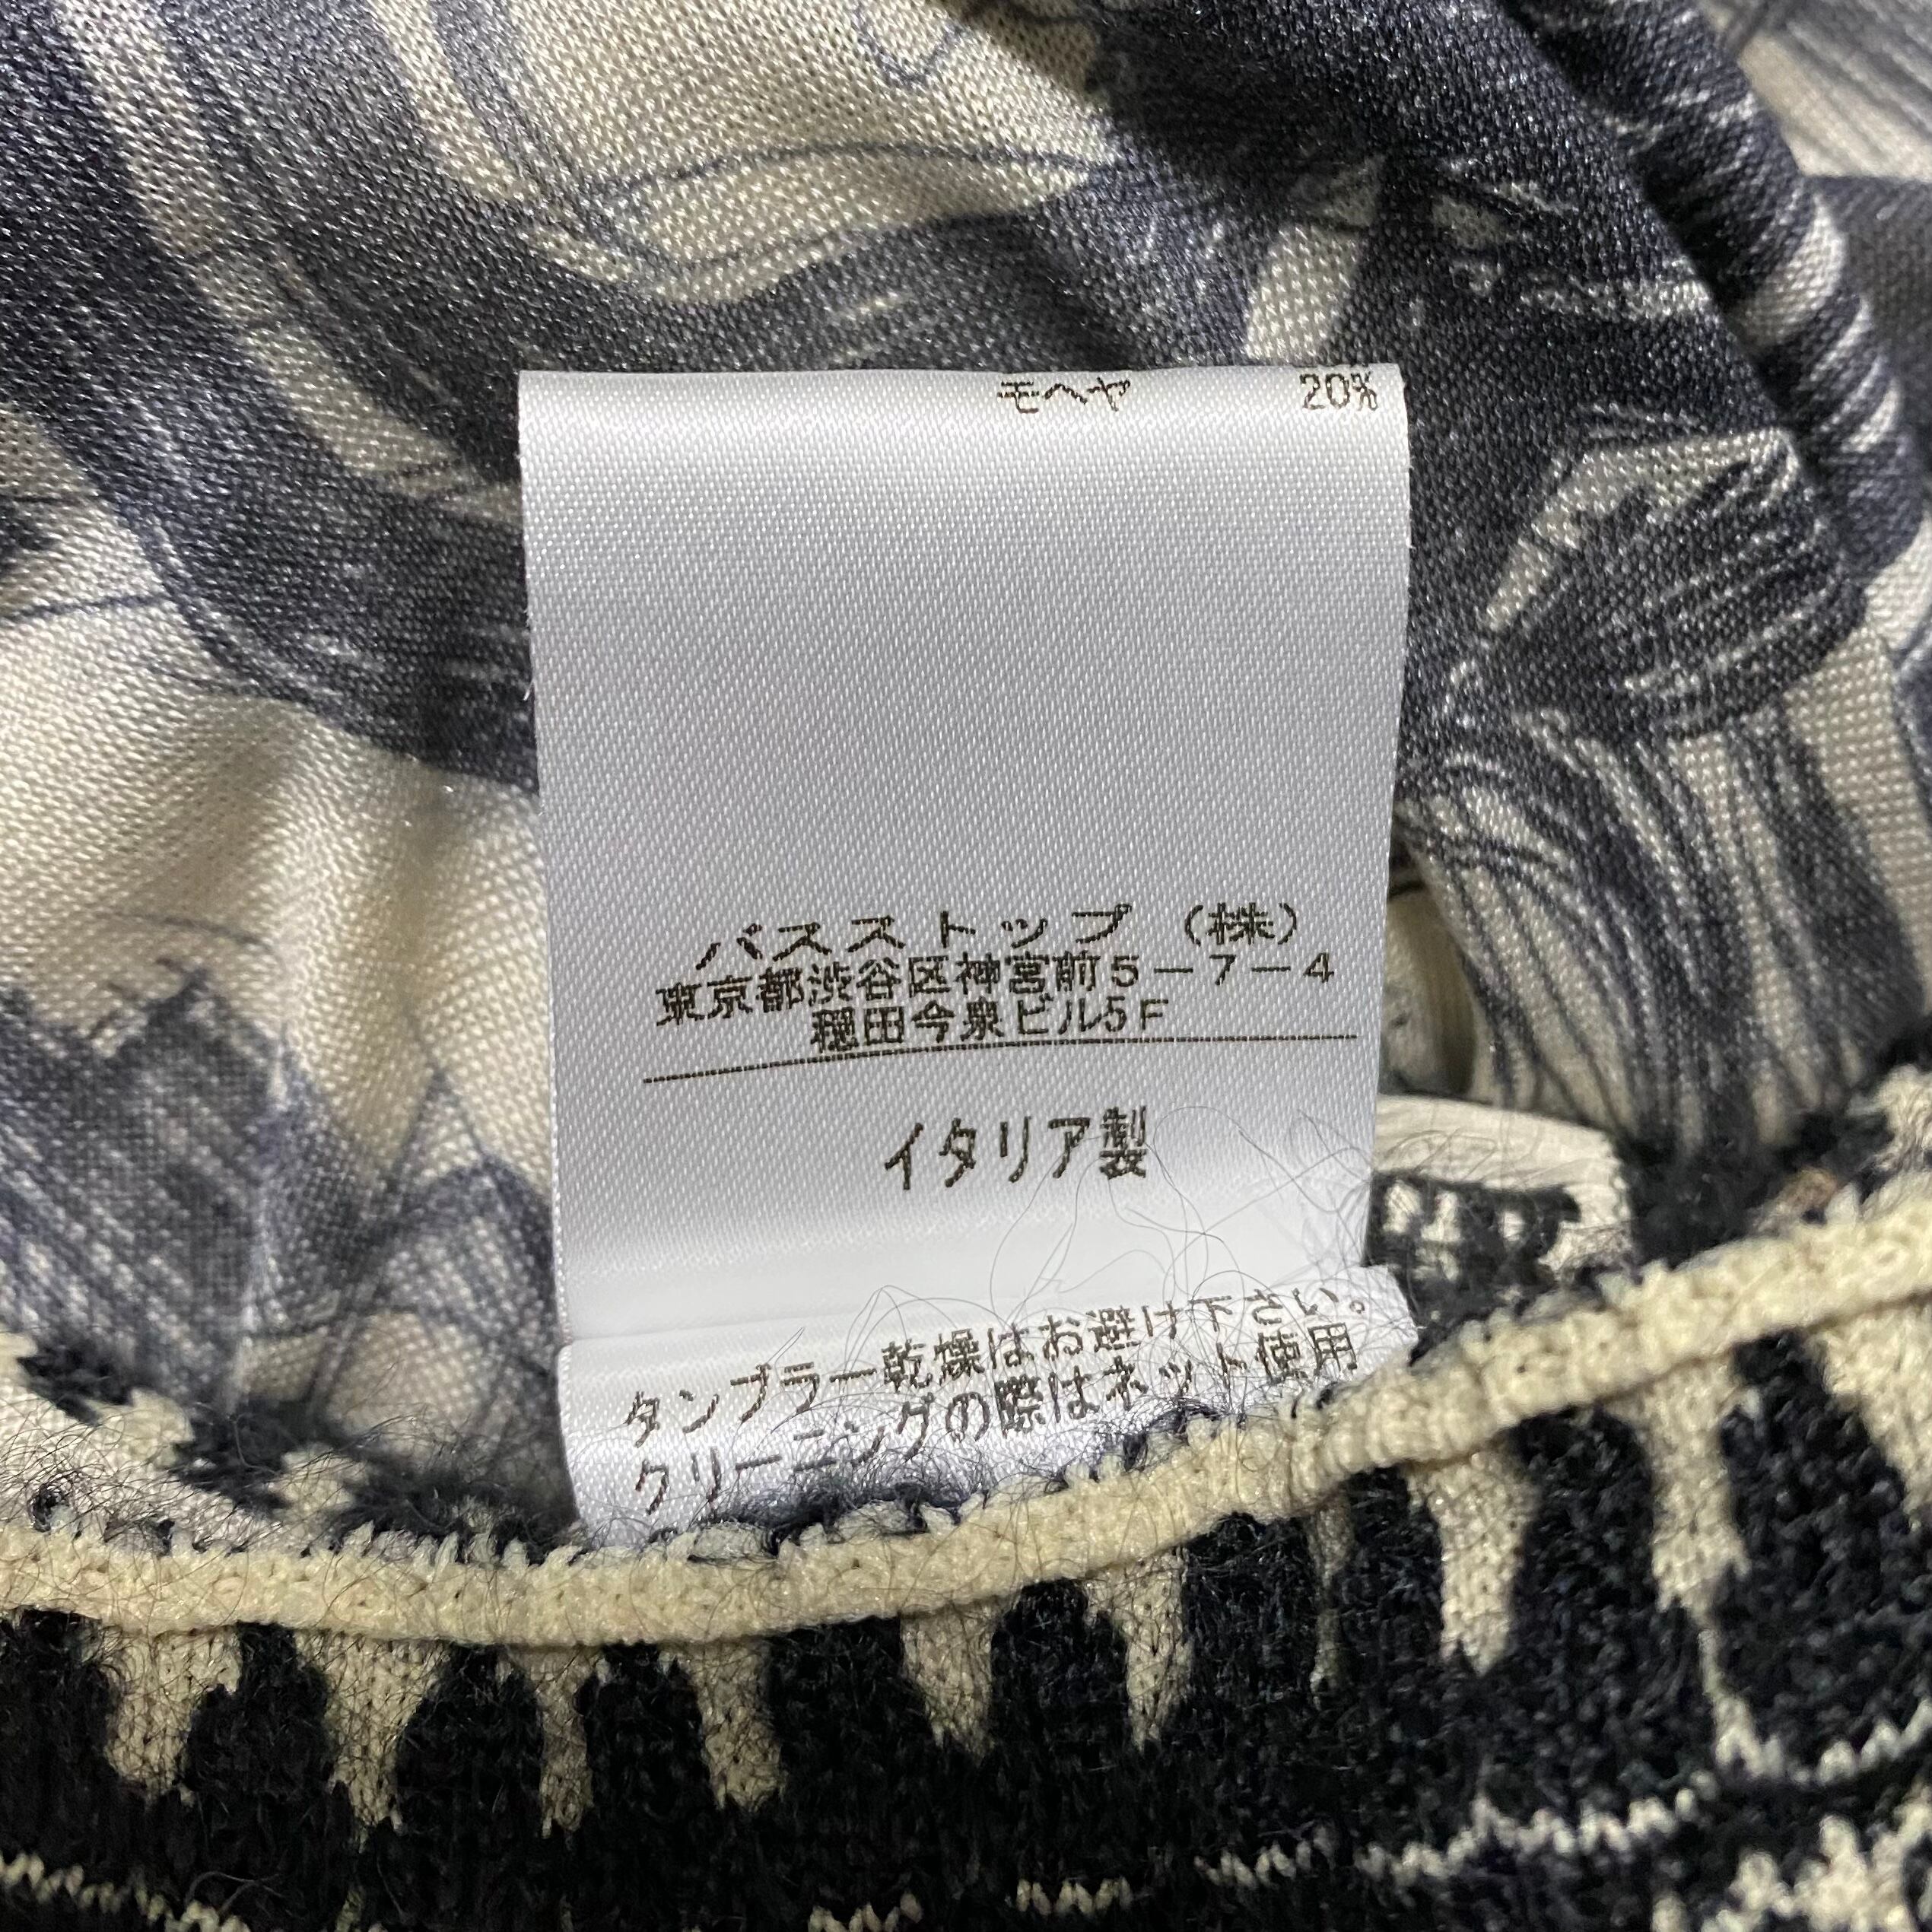 モヘヤ 20%
バスストップ (株)
東京都渋谷区神宮前5-7-4
穏田今泉ビル5F
イタリア製
タンブラー乾燥はお避け下さい。
クリーニングの際はネット使用